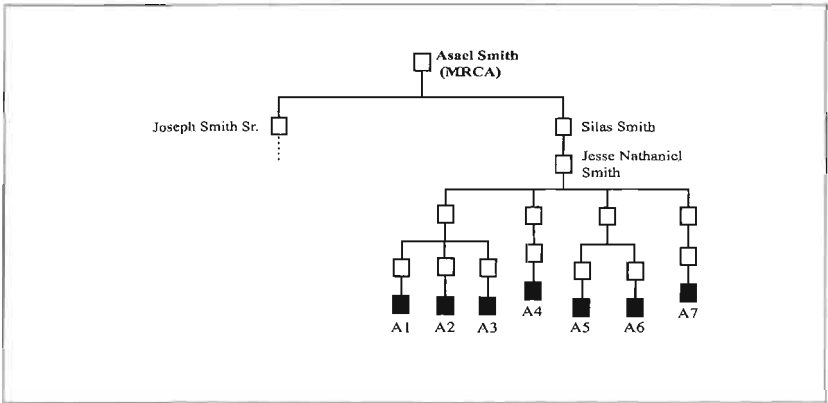 Asael Smith
(MRCA)
Joseph Smith Sr.
Silas Smith
Jesse Nathaniel
Smith
A1
A2
A3
A4
A5
A6
A7